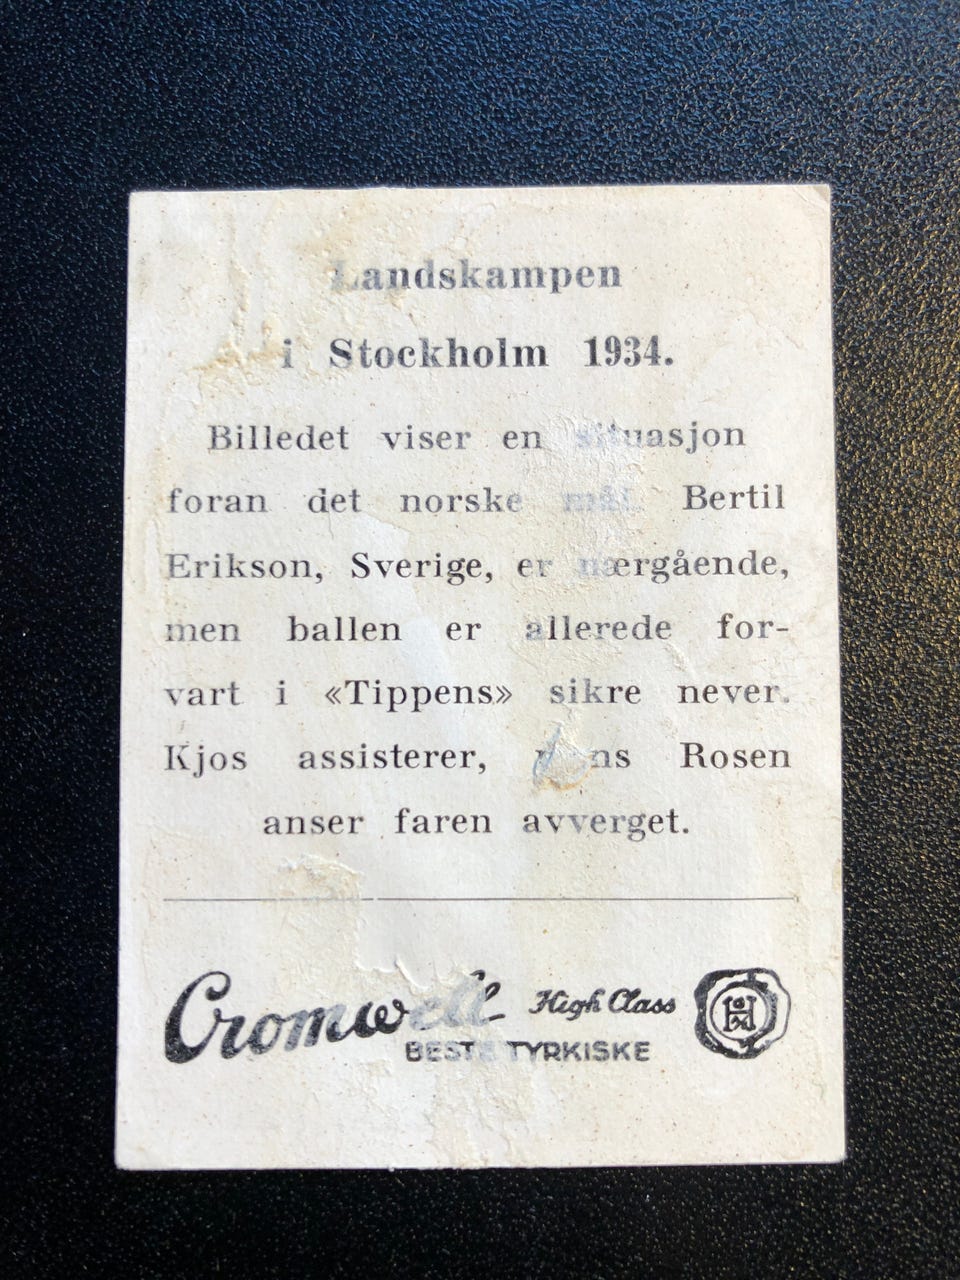 Landskampen
i Stockholm 1934.
Billedet viser en situasjon
foran det norske mål. Bertil
Erikson, Sverige, er nærgående,
men ballen er allerede for-
vart i «Tippens» sikre never.
Kjos assisterer, Rosen
anser faren avverget.
Cromwell High Class
BESTE TYRKISKE